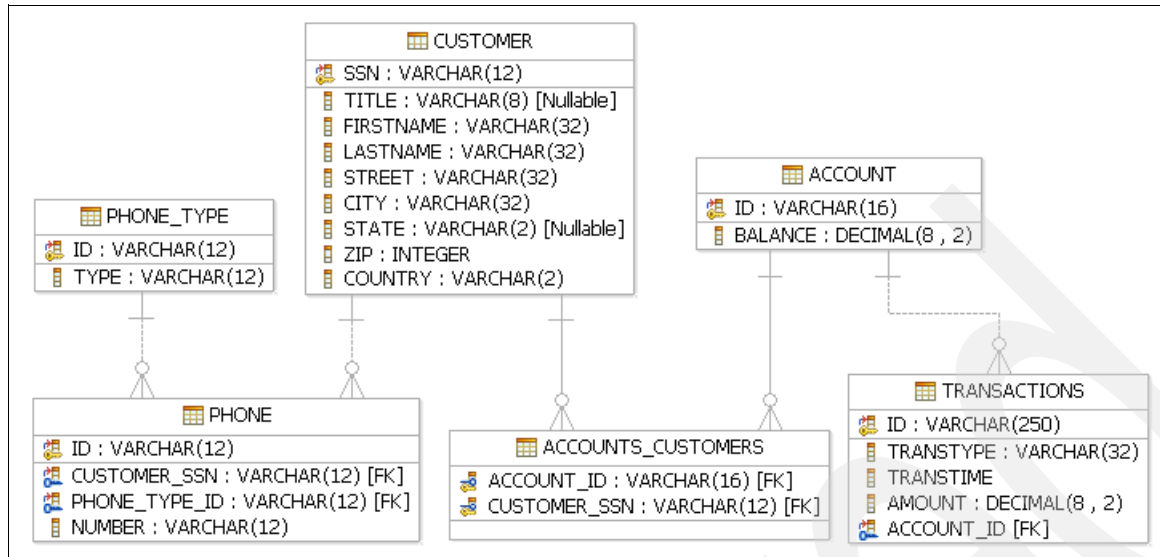 CUSTOMER
SSN : VARCHAR(12)
TITLE : VARCHAR(8) [Nullable]
FIRSTNAME : VARCHAR(32)
LASTNAME : VARCHAR(32)
STREET : VARCHAR(32)
CITY : VARCHAR(32)
STATE : VARCHAR(2) [Nullable]
ZIP : INTEGER
COUNTRY : VARCHAR(2)
PHONE_TYPE
ID : VARCHAR(12)
TYPE : VARCHAR(12)
ACCOUNT
ID : VARCHAR(16)
BALANCE : DECIMAL(8 , 2)
PHONE
ID : VARCHAR(12)
CUSTOMER_SSN : VARCHAR(12) [FK]
PHONE_TYPE_ID : VARCHAR(12) [FK]
NUMBER : VARCHAR(12)
ACCOUNTS_CUSTOMERS
ACCOUNT_ID : VARCHAR(16) [FK]
CUSTOMER_SSN : VARCHAR(12) [FK]
TRANSACTIONS
ID : VARCHAR(250)
TRANSTYPE : VARCHAR(32)
TRANSTIME
AMOUNT : DECIMAL(8 , 2)
ACCOUNT_ID [FK]